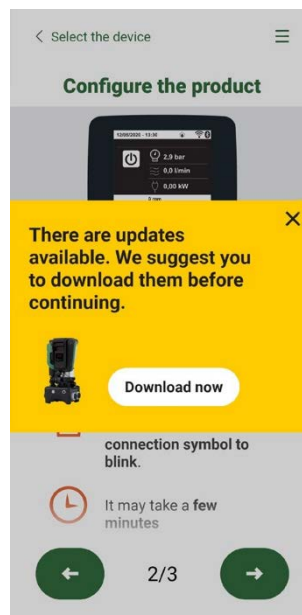 Select the device
Configure the product
12/05/2025 - 13:30
2,9 bar
0,0 l/min
0,00 kW
There are updates
available. We suggest you
to download them before
continuing.
Download now
connection symbol to
blink.
It may take a few
minutes
2/3